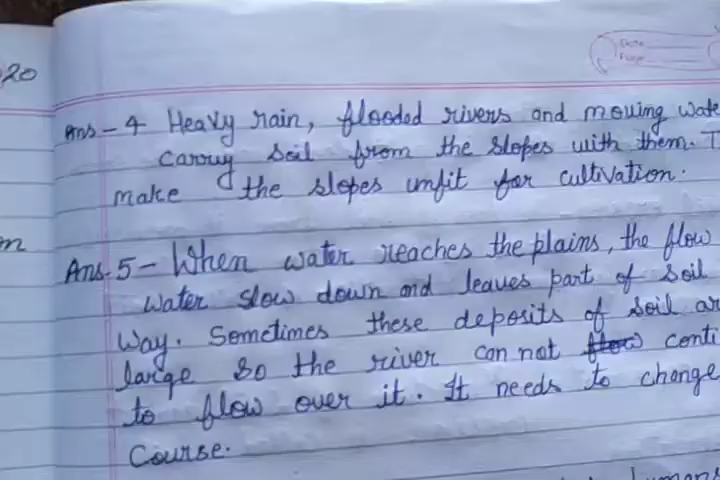 20
Date
Page
Ans - 4 Heavy rain, flooded rivers and moving wate
carry soil from the slopes with them. T
make the slopes unfit for cultivation.
m
Ans. 5 - When water reaches the plains, the flow
water slow down and leaves part of soil
way. Sometimes these deposits of soil ar
large so the river can not conti
to flow over it. It needs to change
Course.
humans